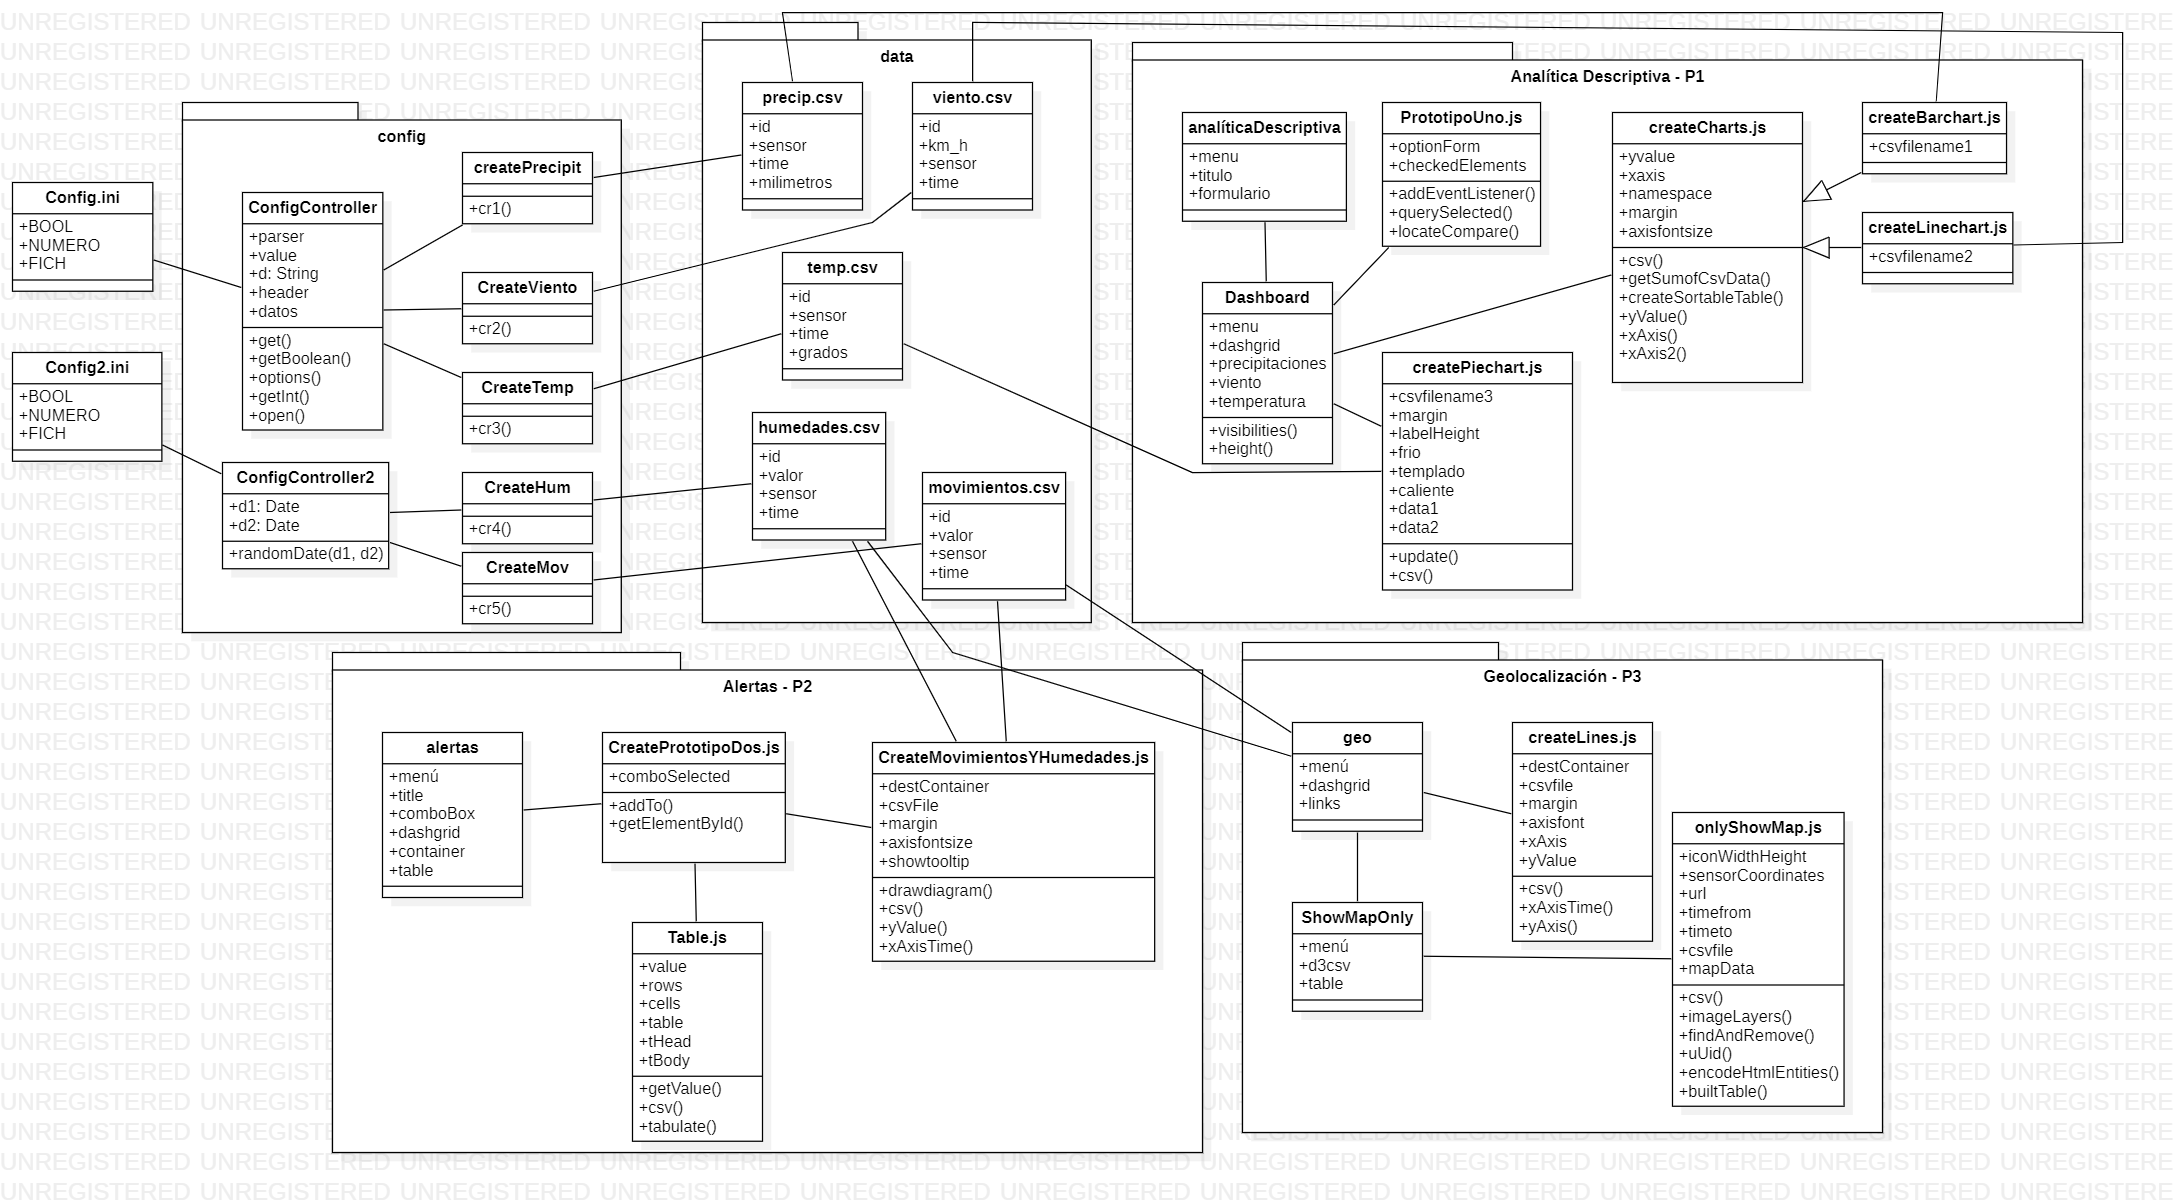 Config.ini
+BOOL
+NUMERO
+FICH
Config2.ini
+BOOL
+NUMERO
+FICH
config
ConfigController
+parser
+value
+d: String
+header
+datos
+get()
+getBoolean()
+options()
+getInt()
+open()
ConfigController2
+d1: Date
+d2: Date
+randomDate(d1, d2)
createPrecipit
+cr1()
CreateViento
+cr2()
CreateTemp
+cr3()
CreateHum
+cr4()
CreateMov
+cr5()
data
precip.csv
+id
+sensor
+time
+milimetros
viento.csv
+id
+km_h
+sensor
+time
temp.csv
+id
+sensor
+time
+grados
humedades.csv
+id
+valor
+sensor
+time
movimientos.csv
+id
+valor
+sensor
+time
Analítica Descriptiva - P1
analíticaDescriptiva
+menu
+titulo
+formulario
PrototipoUno.js
+optionForm
+checkedElements
+addEventListener()
+querySelected()
+locateCompare()
Dashboard
+menu
+dashgrid
+precipitaciones
+viento
+temperatura
+visibilities()
+height()
createPiechart.js
+csvfilename3
+margin
+labelHeight
+frio
+templado
+caliente
+data1
+data2
+update()
+csv()
createCharts.js
+yvalue
+xaxis
+namespace
+margin
+axisfontsize
+csv()
+getSumofCsvData()
+createSortableTable()
+yValue()
+xAxis()
+xAxis2()
createBarchart.js
+csvfilename1
createLinechart.js
+csvfilename2
Alertas - P2
alertas
+menú
+title
+comboBox
+dashgrid
+container
+table
CreatePrototipoDos.js
+comboSelected
+addTo()
+getElementById()
Table.js
+value
+rows
+cells
+table
+tHead
+tBody
+getValue()
+csv()
+tabulate()
CreateMovimientosYHumedades.js
+destContainer
+csvFile
+margin
+axisfontsize
+showtooltip
+drawdiagram()
+csv()
+yValue()
+xAxisTime()
Geolocalización - P3
geo
+menú
+dashgrid
+links
ShowMapOnly
+menú
+d3csv
+table
createLines.js
+destContainer
+csvfile
+margin
+axisfont
+xAxis
+yValue
+csv()
+xAxisTime()
+yAxis()
onlyShowMap.js
+iconWidthHeight
+sensorCoordinates
+url
+timefrom
+timeto
+csvfile
+mapData
+csv()
+imageLayers()
+findAndRemove()
+uUid()
+encodeHtmlEntities()
+builtTable()
UNREGISTERED